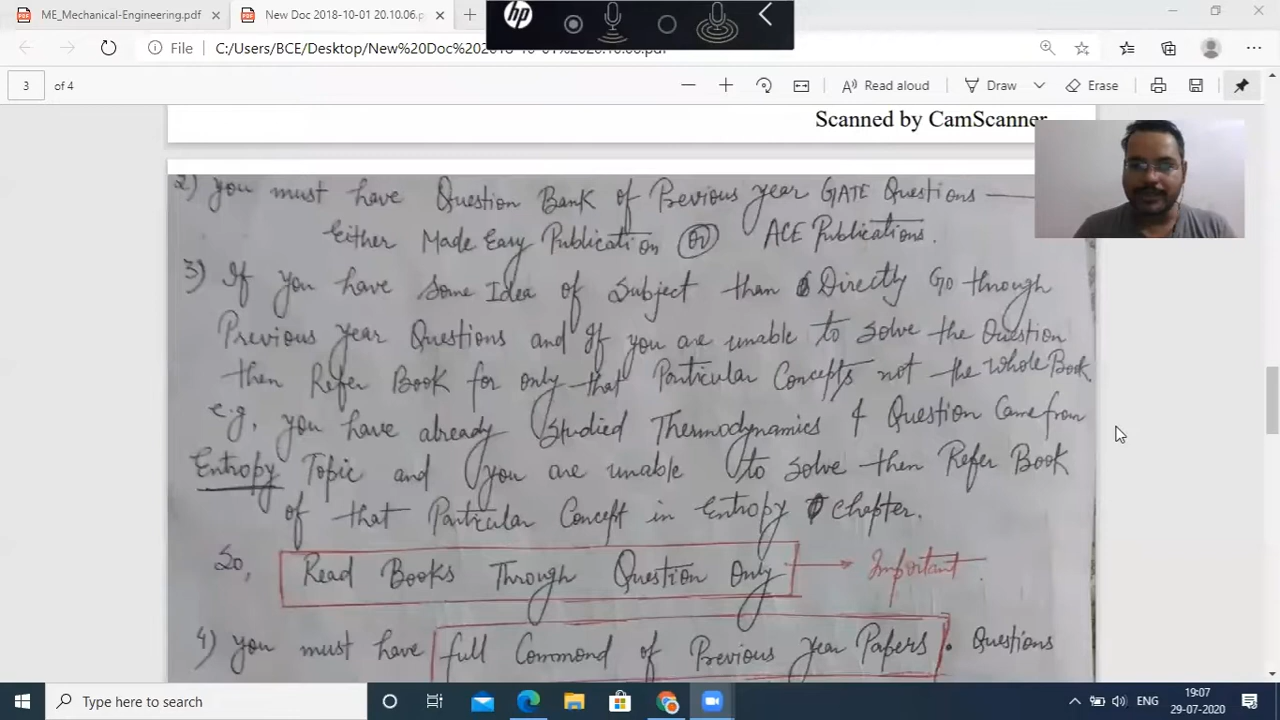 ME_Mechanical-Engineering.pdf
New Doc 2018-10-01 20.10.06.pdf
hp
File
C:/Users/BCE/Desktop/New%20Doc%202018-10-01%2020.10.06.pdf
3 of 4
Read aloud
Draw
Erase
Scanned by CamScanner
2) you must have Question Bank of Previous year GATE Questions —
Either Made Easy Publication (or) ACE Publications.
3) If you have some Idea of Subject than Directly Go through
Previous year Questions and If you are unable to solve the Question
then Refer Book for only that Particular Concepts not the whole Book
e.g. you have already studied Thermodynamics & Question Came from
Entropy Topic and you are unable to solve then Refer Book
of that Particular Concept in Entropy Chapter.
So, Read Books Through Question Only → Important
4) you must have full Commond of Previous year Papers. Questions
Type here to search
ENG
19:07
29-07-2020